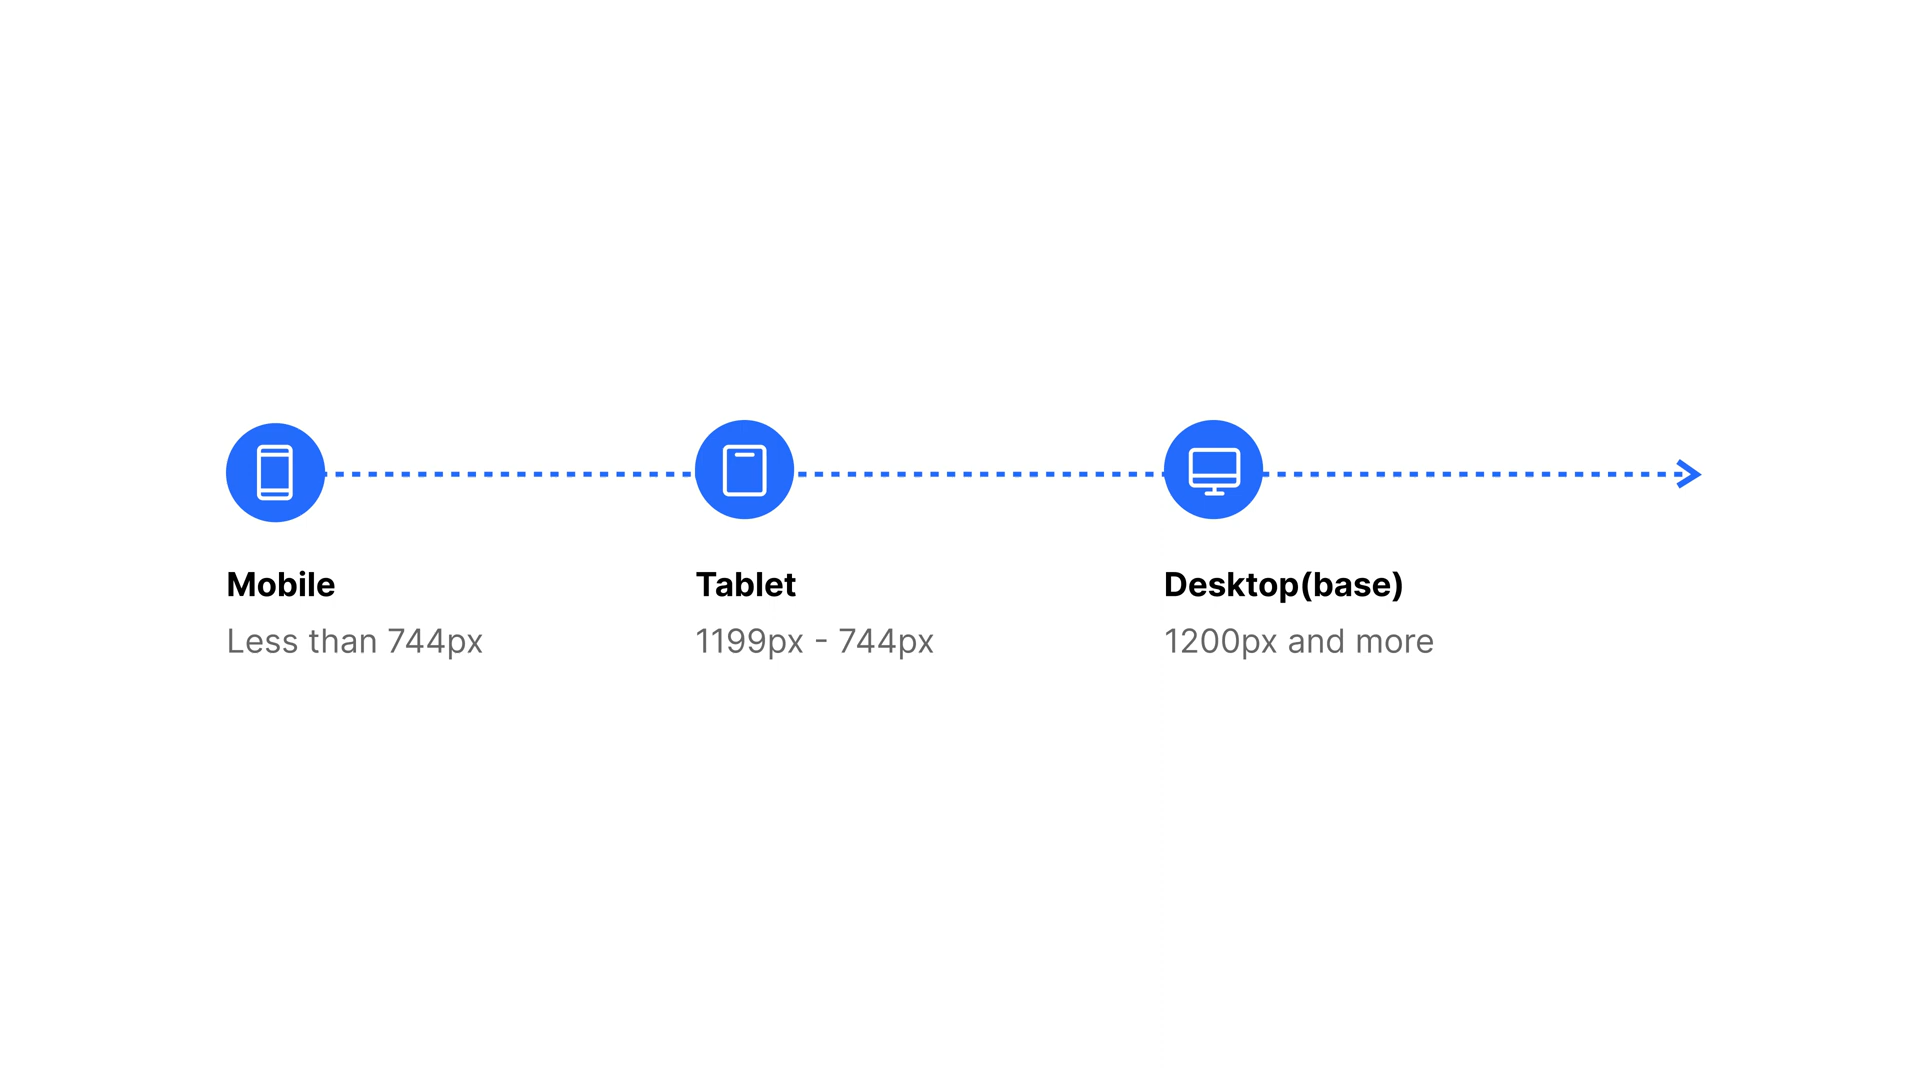 Mobile
Less than 744px
Tablet
1199px - 744px
Desktop(base)
1200px and more